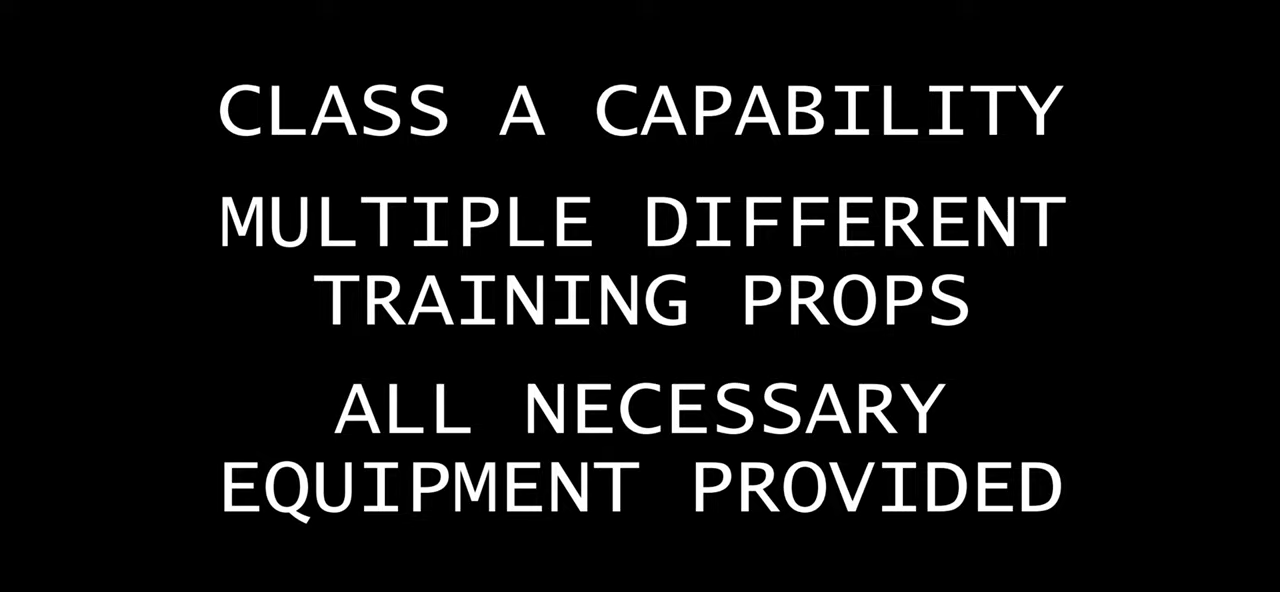 CLASS A CAPABILITY
MULTIPLE DIFFERENT
TRAINING PROPS
ALL NECESSARY
EQUIPMENT PROVIDED